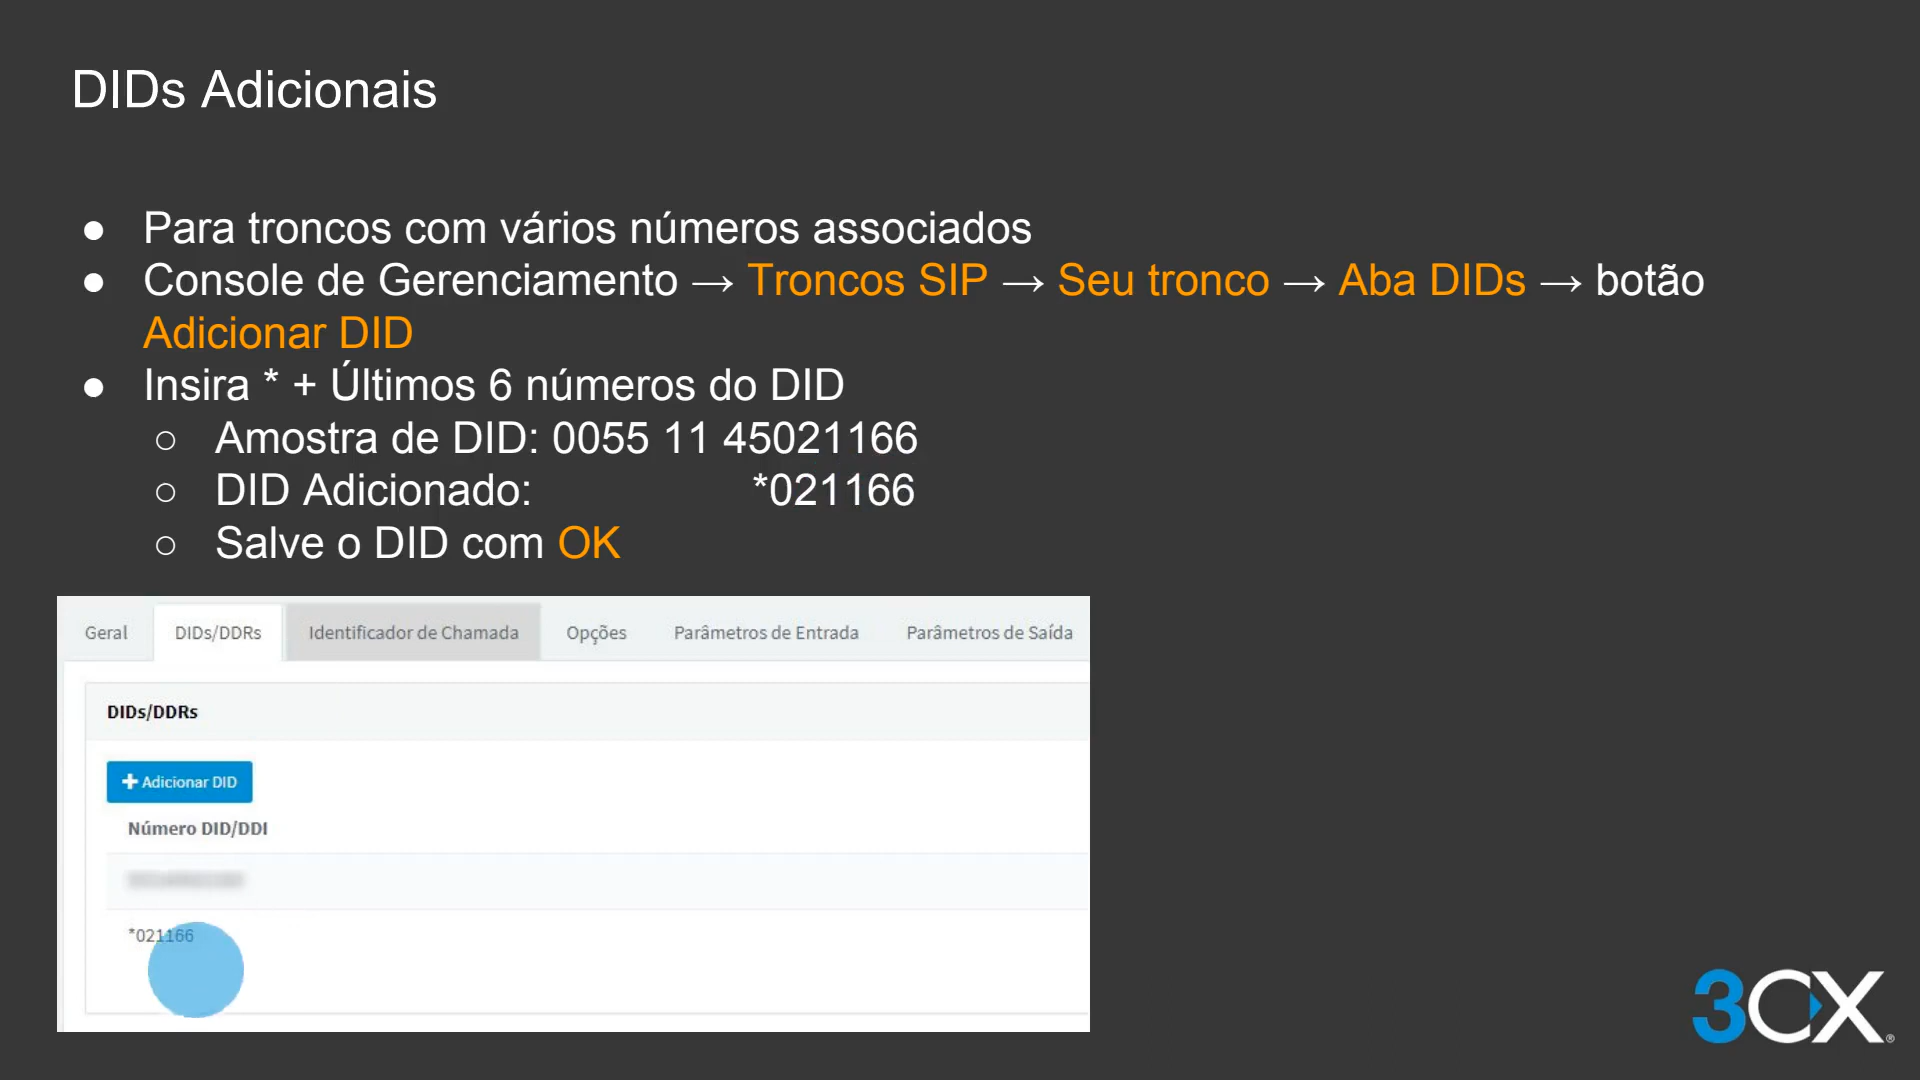 DIDs Adicionais
● Para troncos com vários números associados
● Console de Gerenciamento → Troncos SIP → Seu tronco → Aba DIDs → botão
Adicionar DID
● Insira * + Últimos 6 números do DID
○ Amostra de DID: 0055 11 45021166
○ DID Adicionado: *021166
○ Salve o DID com OK
Geral DIDs/DDRs Identificador de Chamada Opções Parâmetros de Entrada Parâmetros de Saída
DIDs/DDRs
+ Adicionar DID
Número DID/DDI
*021166
3CX®